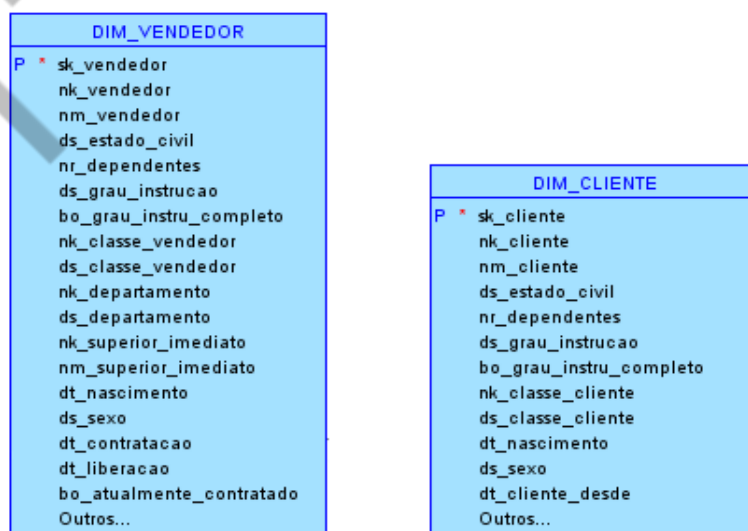 DIM_VENDEDOR
P * sk_vendedor
nk_vendedor
nm_vendedor
ds_estado_civil
nr_dependentes
ds_grau_instrucao
bo_grau_instru_completo
nk_classe_vendedor
ds_classe_vendedor
nk_departamento
ds_departamento
nk_superior_imediato
nm_superior_imediato
dt_nascimento
ds_sexo
dt_contratacao
dt_liberacao
bo_atualmente_contratado
Outros...
DIM_CLIENTE
P * sk_cliente
nk_cliente
nm_cliente
ds_estado_civil
nr_dependentes
ds_grau_instrucao
bo_grau_instru_completo
nk_classe_cliente
ds_classe_cliente
dt_nascimento
ds_sexo
dt_cliente_desde
Outros...